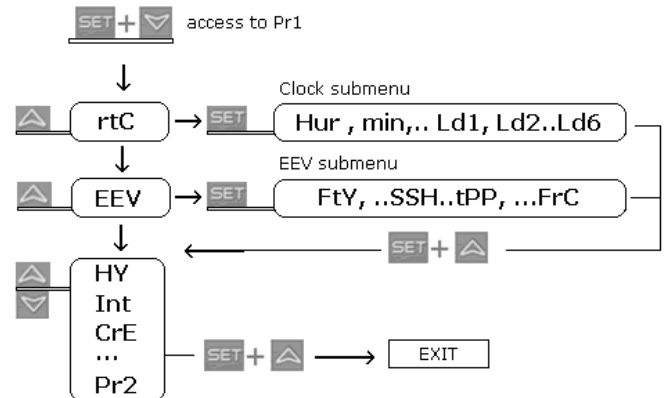 SET + access to Pr1
Clock submenu
rtC SET Hur , min,.. Ld1, Ld2..Ld6
EEV submenu
EEV SET FtY, ..SSH..tPP, ...FrC
SET +
HY
Int
CrE
...
Pr2
SET + EXIT